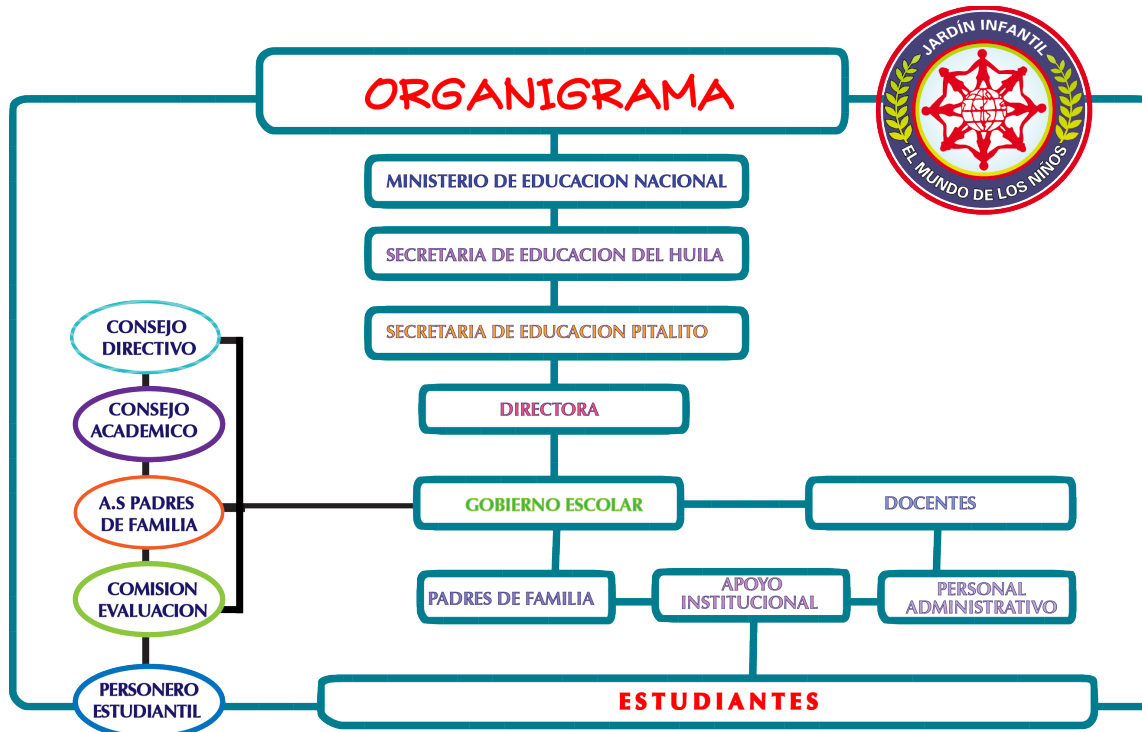 ORGANIGRAMA
JARDÍN INFANTIL
EL MUNDO DE LOS NIÑOS
MINISTERIO DE EDUCACION NACIONAL
SECRETARIA DE EDUCACION DEL HUILA
SECRETARIA DE EDUCACION PITALITO
DIRECTORA
GOBIERNO ESCOLAR
DOCENTES
PADRES DE FAMILIA
APOYO
INSTITUCIONAL
PERSONAL
ADMINISTRATIVO
CONSEJO
DIRECTIVO
CONSEJO
ACADEMICO
A.S PADRES
DE FAMILIA
COMISION
EVALUACION
PERSONERO
ESTUDIANTIL
ESTUDIANTES